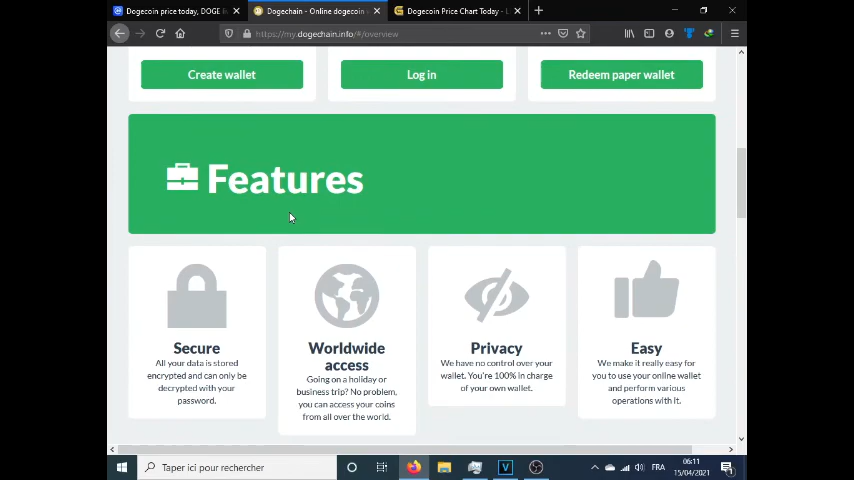 Dogecoin price today, DOGE
Dogechain - Online dogecoin
Dogecoin Price Chart Today - L
https://my.dogechain.info/#/overview
Create wallet
Log in
Redeem paper wallet
Features
Secure
All your data is stored
encrypted and can only be
decrypted with your
password.
Worldwide
access
Going on a holiday or
business trip? No problem,
you can access your coins
from all over the world.
Privacy
We have no control over your
wallet. You're 100% in charge
of your own wallet.
Easy
We make it really easy for
you to use your online wallet
and perform various
operations with it.
Taper ici pour rechercher
FRA
06:11
15/04/2021